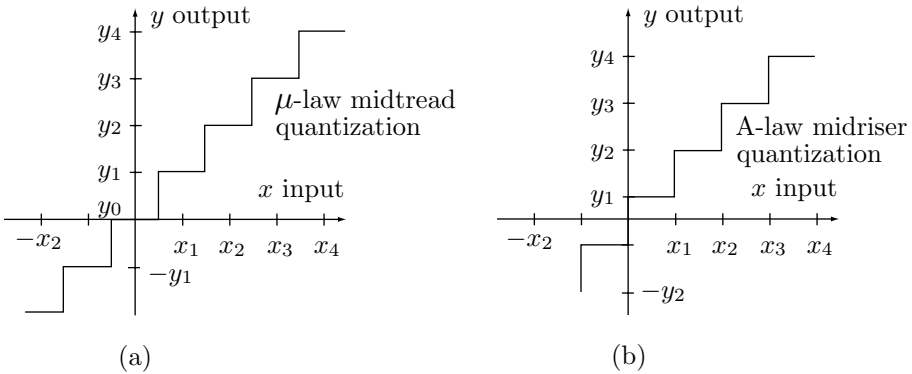 y output
y4
y3
y2
y1
y0
μ-law midtread
quantization
x input
−x2
x1 x2 x3 x4
−y1
(a)
y output
y4
y3
y2
y1
A-law midriser
quantization
x input
−x2
x1 x2 x3 x4
−y2
(b)